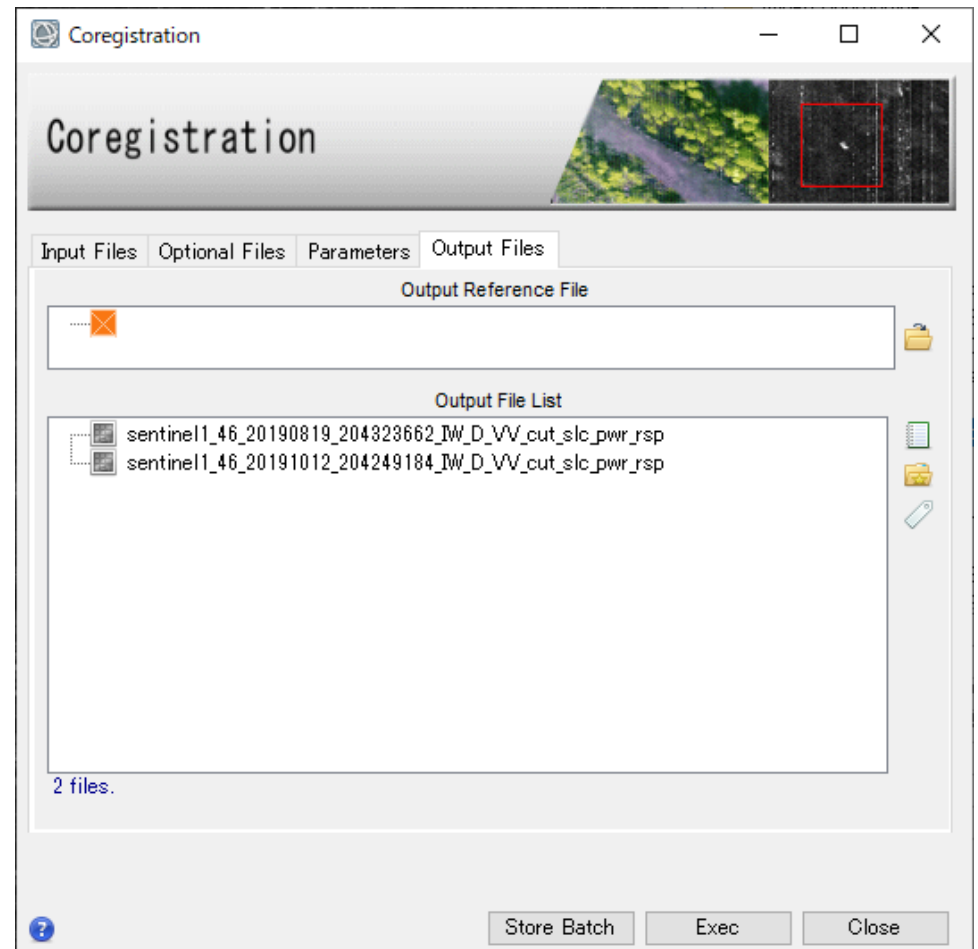 Coregistration
Coregistration
Input Files Optional Files Parameters Output Files
Output Reference File
Output File List
sentinel1_46_20190819_204323662_IW_D_VV_cut_slc_pwr_rsp
sentinel1_46_20191012_204249184_IW_D_VV_cut_slc_pwr_rsp
2 files.
? Store Batch Exec Close